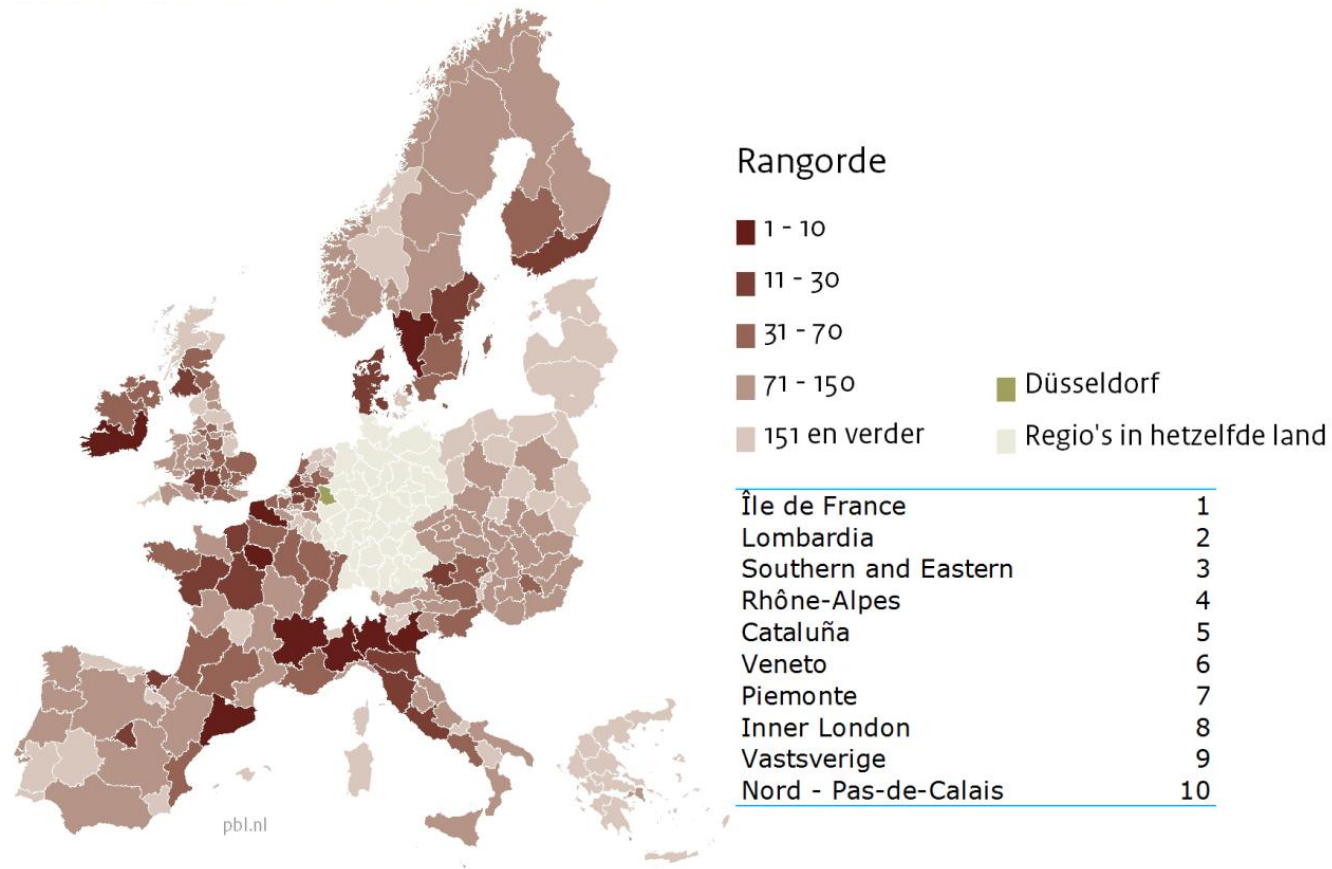 Rangorde
1 - 10
11 - 30
31 - 70
71 - 150
151 en verder
Düsseldorf
Regio's in hetzelfde land
Île de France 1
Lombardia 2
Southern and Eastern 3
Rhône-Alpes 4
Cataluña 5
Veneto 6
Piemonte 7
Inner London 8
Vastsverige 9
Nord - Pas-de-Calais 10
pbl.nl